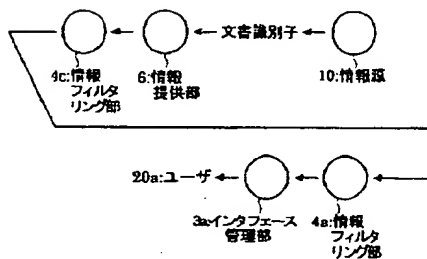 文書識別子
4c:情報
フィルタ
リング部
6:情報
提供部
10:情報源
20a:ユーザ
3a:インタフェース
管理部
4a:情報
フィルタ
リング部